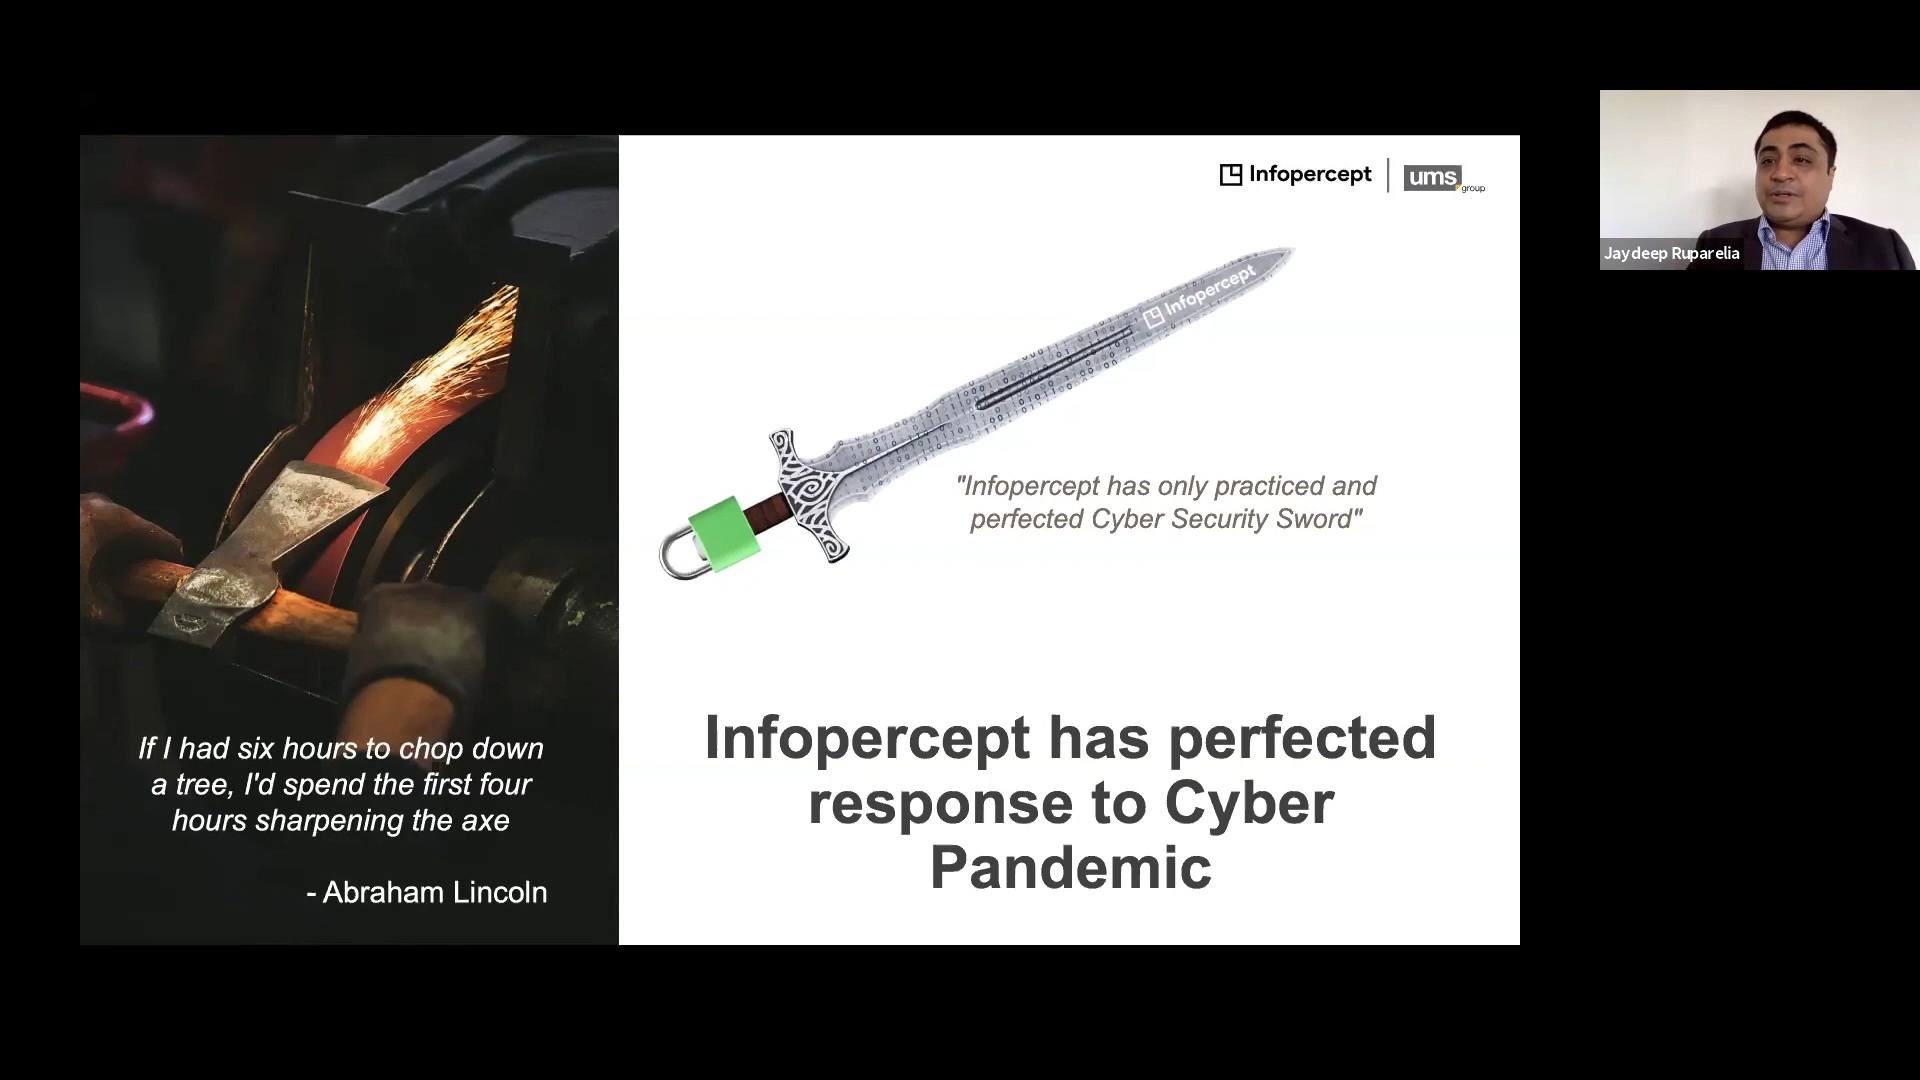 Infopercept
ums
group
Infopercept
"Infopercept has only practiced and
perfected Cyber Security Sword"
Infopercept has perfected
response to Cyber
Pandemic
If I had six hours to chop down
a tree, I'd spend the first four
hours sharpening the axe
- Abraham Lincoln
Jaydeep Ruparelia